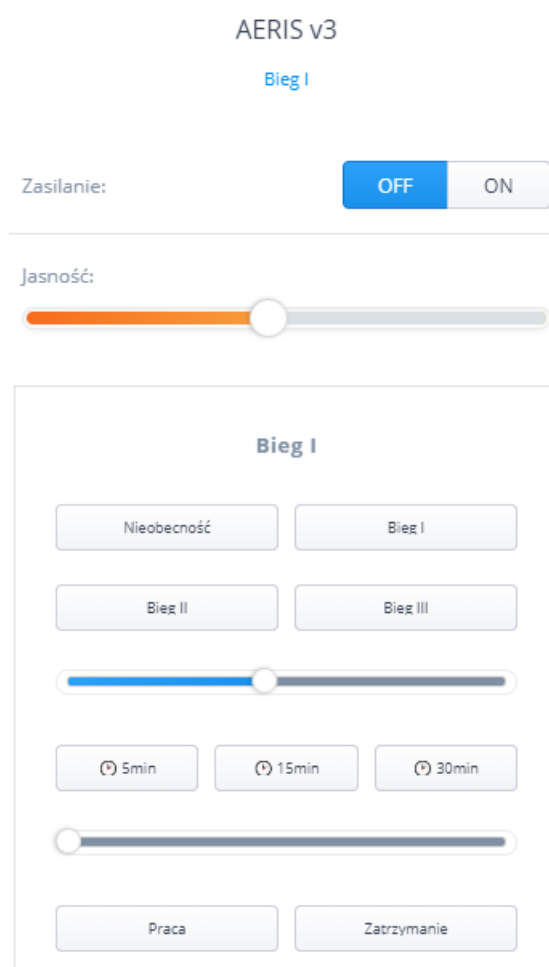 AERIS v3
Bieg I
Zasilanie:
OFF ON
Jasność:
Bieg I
Nieobecność Bieg I
Bieg II Bieg III
5min 15min 30min
Praca Zatrzymanie